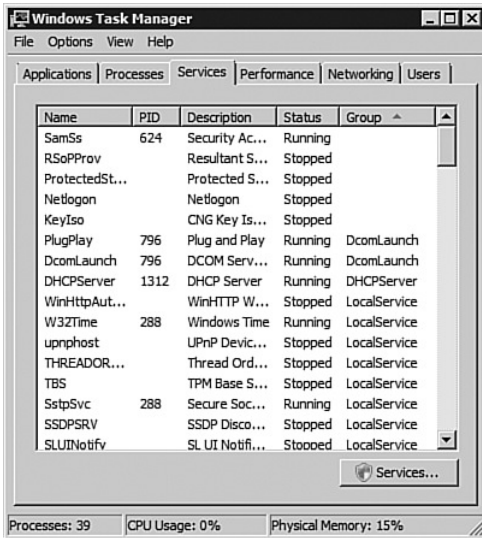 Windows Task Manager
File Options View Help
Applications Processes Services Performance Networking Users
Name PID Description Status Group
SamSs 624 Security Ac... Running
RSoPProv Resultant S... Stopped
ProtectedSt... Protected S... Stopped
Netlogon Netlogon Stopped
KeyIso CNG Key Is... Stopped
PlugPlay 796 Plug and Play Running DcomLaunch
DcomLaunch 796 DCOM Serv... Running DcomLaunch
DHCPServer 1312 DHCP Server Running DHCPServer
WinHttpAut... WinHTTP W... Stopped LocalService
W32Time 288 Windows Time Running LocalService
upnphost UPnP Devic... Stopped LocalService
THREADOR... Thread Ord... Stopped LocalService
TBS TPM Base S... Stopped LocalService
SstpSvc 288 Secure Soc... Running LocalService
SSDPSRV SSDP Disco... Stopped LocalService
SLUINotify SL UI Notifi... Stopped LocalService
Services...
Processes: 39 CPU Usage: 0% Physical Memory: 15%